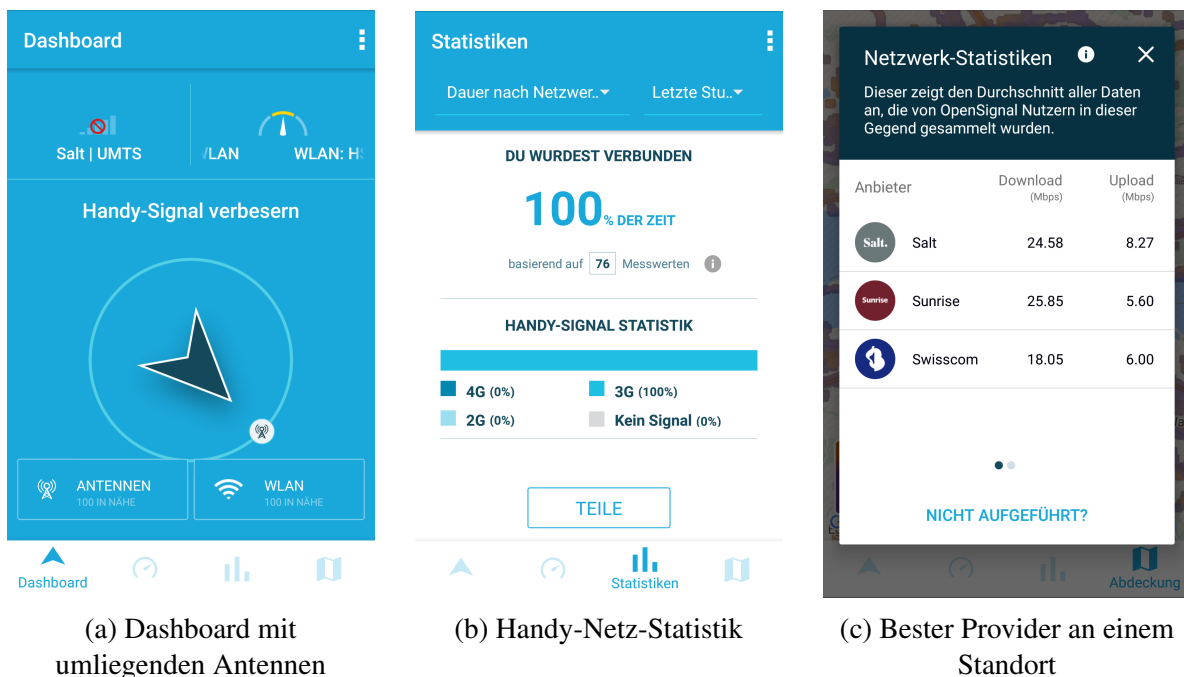 Dashboard
Salt | UMTS
WLAN
WLAN: HS
Handy-Signal verbesern
ANTENNEN
100 IN NÄHE
WLAN
100 IN NÄHE
Dashboard
(a) Dashboard mit
umliegenden Antennen
Statistiken
Dauer nach Netzwer..
Letzte Stu..
DU WURDEST VERBUNDEN
100% DER ZEIT
basierend auf 76 Messwerten
HANDY-SIGNAL STATISTIK
4G (0%)
3G (100%)
2G (0%)
Kein Signal (0%)
TEILE
Statistiken
(b) Handy-Netz-Statistik
Netzwerk-Statistiken
Dieser zeigt den Durchschnitt aller Daten
an, die von OpenSignal Nutzern in dieser
Gegend gesammelt wurden.
Anbieter Download Upload
(Mbps) (Mbps)
Salt. Salt 24.58 8.27
Sunrise Sunrise 25.85 5.60
Swisscom 18.05 6.00
NICHT AUFGEFÜHRT?
Abdeckung
(c) Bester Provider an einem
Standort